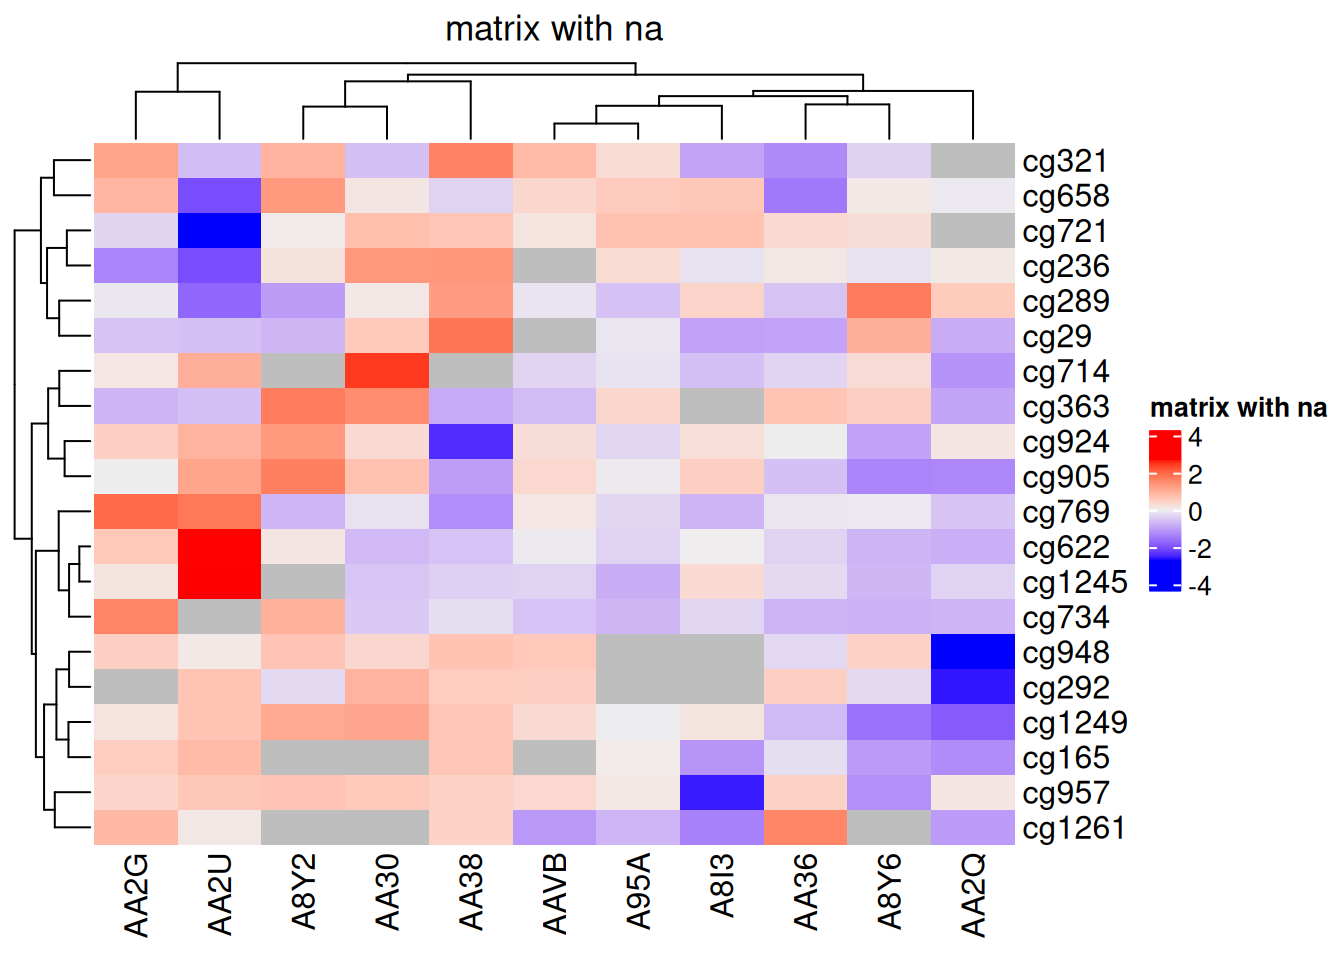 matrix with na
cg321
cg658
cg721
cg236
cg289
cg29
cg714
cg363
cg924
cg905
cg769
cg622
cg1245
cg734
cg948
cg292
cg1249
cg165
cg957
cg1261
AA2G
AA2U
A8Y2
AA30
AA38
AAVB
A95A
A8I3
AA36
A8Y6
AA2Q
matrix with na
4
2
0
-2
-4